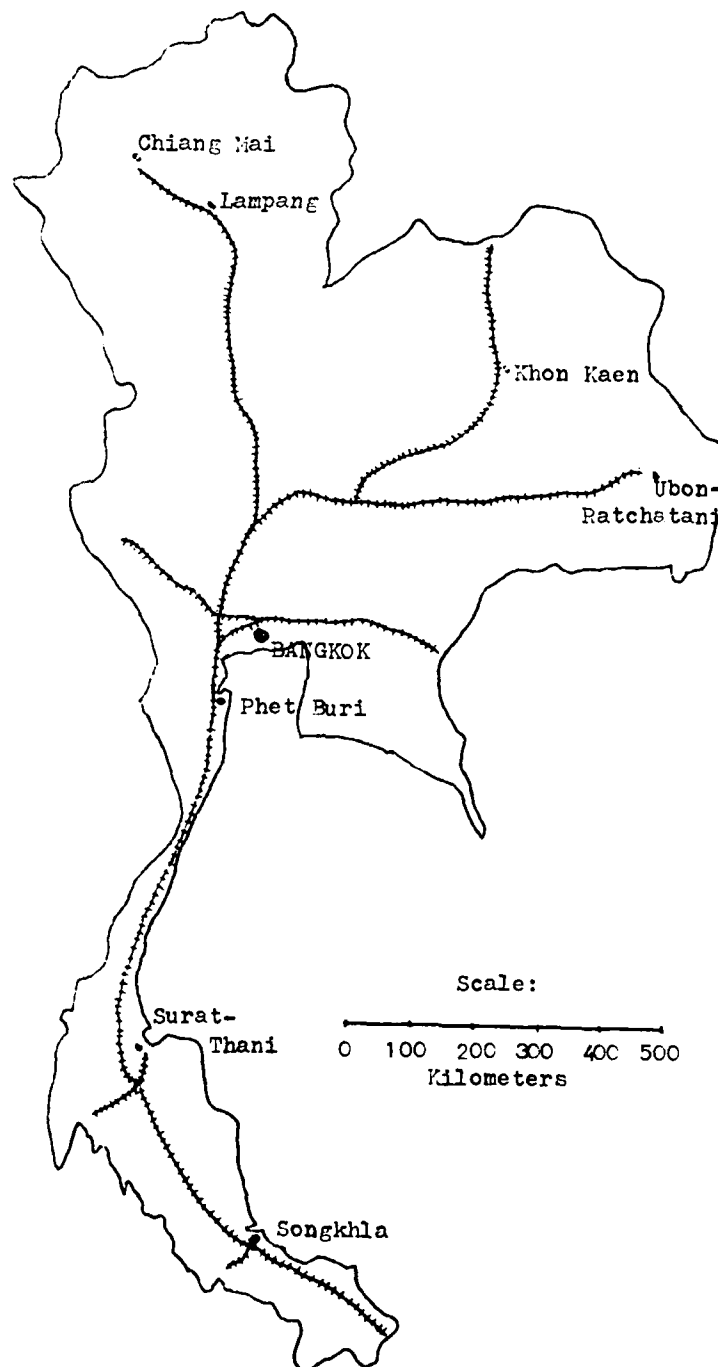 Chiang Mai
Lampang
Khon Kaen
Ubon-
Ratchstani
BANGKOK
Phet Buri
Surat-
Thani
Scale:
0 100 200 300 400 500
Kilometers
Songkhla